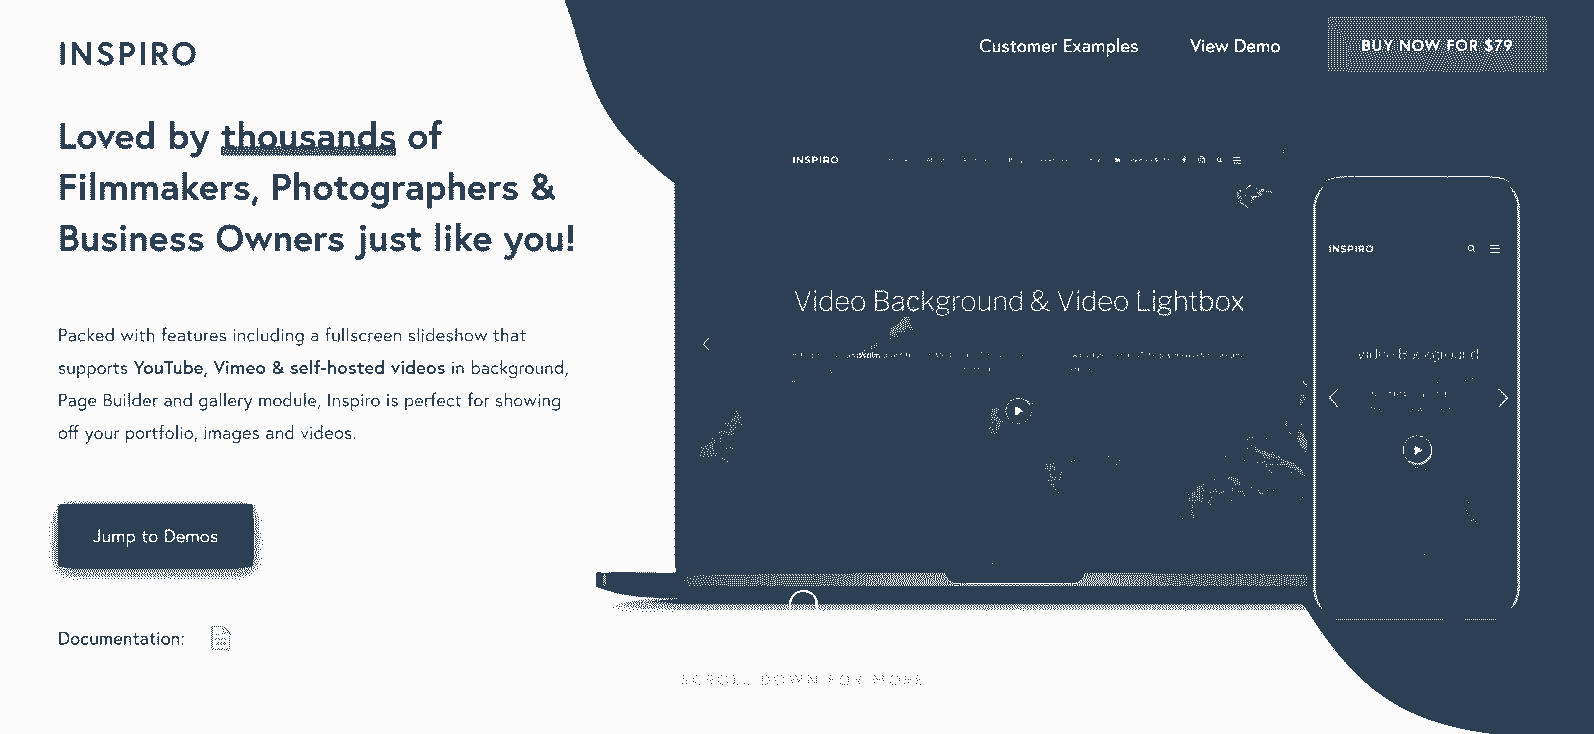 INSPIRO
Customer Examples
View Demo
BUY NOW FOR $79
Loved by thousands of
Filmmakers, Photographers &
Business Owners just like you!
Packed with features including a fullscreen slideshow that
supports YouTube, Vimeo & self-hosted videos in background,
Page Builder and gallery module, Inspiro is perfect for showing
off your portfolio, images and videos.
Jump to Demos
Documentation:
INSPIRO
Video Background & Video Lightbox
INSPIRO
Video Background
SCROLL DOWN FOR MORE